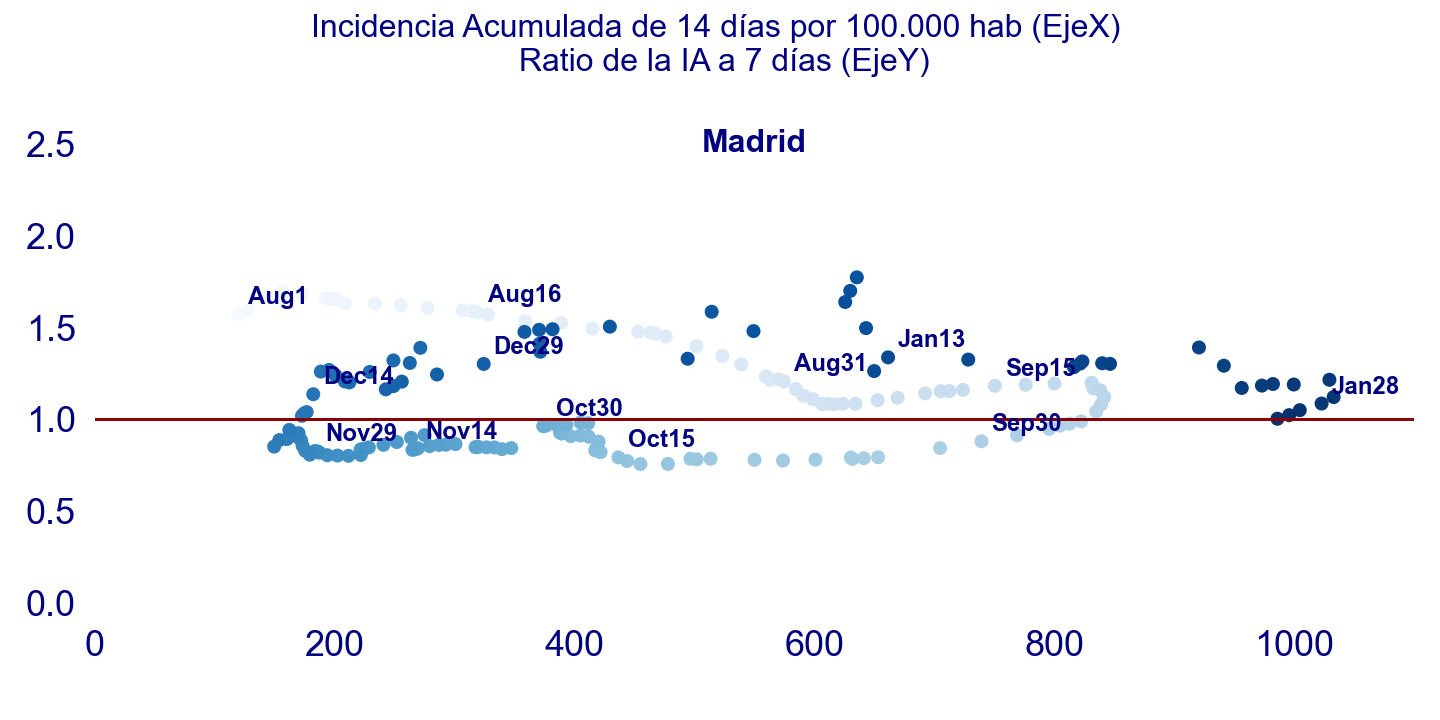 Incidencia Acumulada de 14 días por 100.000 hab (EjeX)
Ratio de la IA a 7 días (EjeY)
Madrid
2.5
2.0
1.5
1.0
0.5
0.0
Aug1
Aug16
Dec29
Jan13
Aug31
Sep15
Dec14
Jan28
Oct30
Sep30
Nov29
Nov14
Oct15
0
200
400
600
800
1000